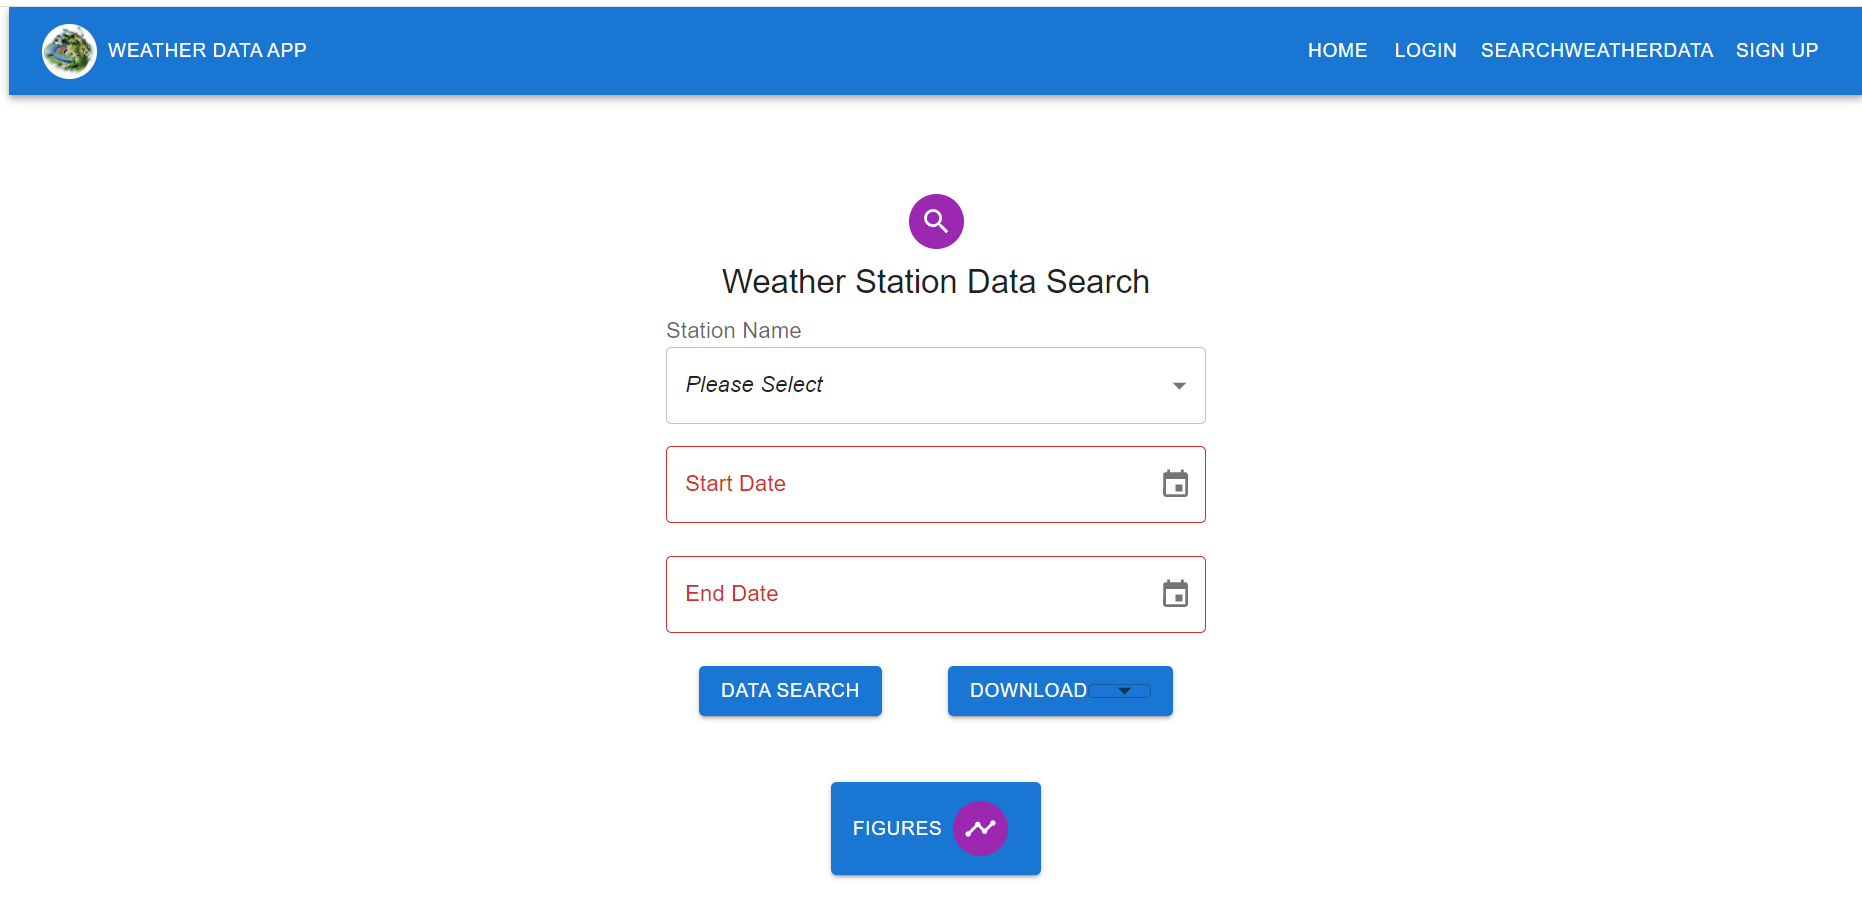 WEATHER DATA APP HOME LOGIN SEARCHWEATHERDATA SIGN UP
Weather Station Data Search
Station Name
Please Select
Start Date
End Date
DATA SEARCH DOWNLOAD
FIGURES